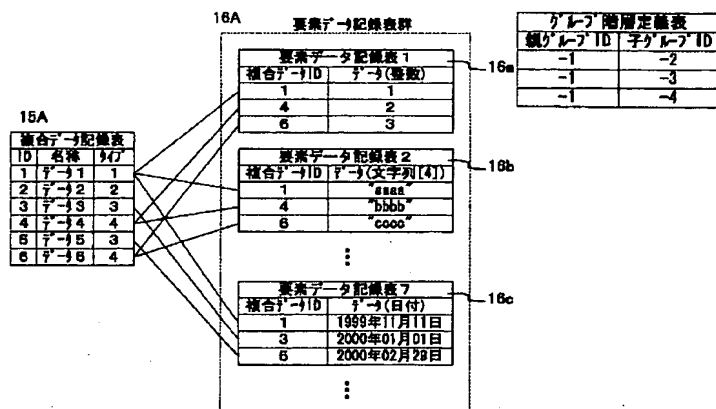 16A
要素データ記録表群
要素データ記録表1
複合データID データ(整数)
1 1
4 2
6 3
16a
グループ階層定義表
親グループID 子グループID
-1 -2
-1 -3
-1 -4
15A
複合データ記録表
ID 名称 タイプ
1 データ1 1
2 データ2 2
3 データ3 3
4 データ4 4
5 データ5 3
6 データ6 4
要素データ記録表2
複合データID データ(文字列[4])
1 "aaaa"
4 "bbbb"
6 "cccc"
16b
要素データ記録表7
複合データID データ(日付)
1 1999年11月11日
3 2000年01月01日
5 2000年02月29日
16c